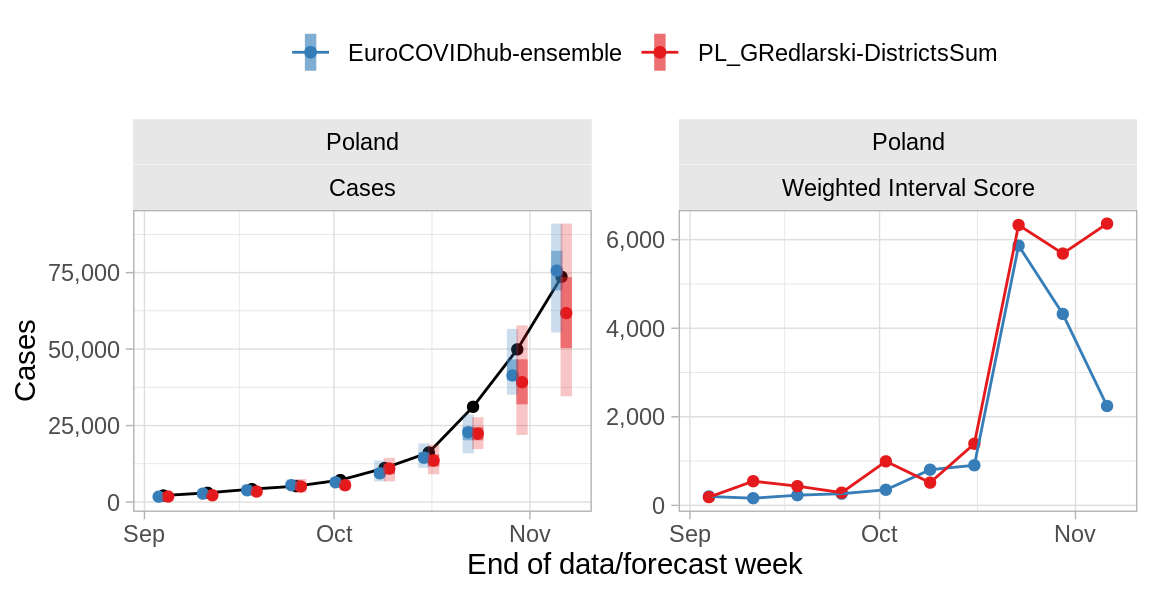 EuroCOVIDhub-ensemble PL_GRedlarski-DistrictsSum
Poland
Cases
Poland
Weighted Interval Score
Cases
75,000
50,000
25,000
0
6,000
4,000
2,000
0
Sep Oct Nov
Sep Oct Nov
End of data/forecast week